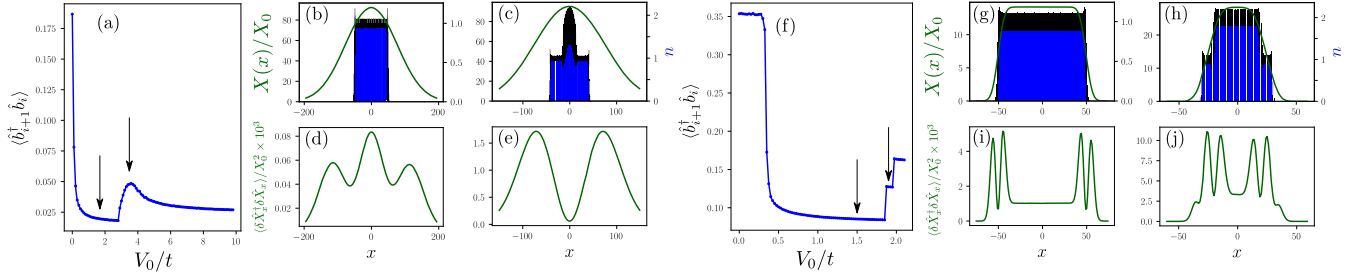 (a)
⟨b̂†ᵢ₊₁b̂ᵢ⟩
0.175
0.150
0.125
0.100
0.075
0.050
0.025
0 2 4 6 8 10
V₀/t
(b)
X(x)/X₀
80
60
40
20
0
1.0
0.5
0.0
−200 0 200
(c)
80
60
40
20
0
2
1
0
n
−100 0 100
(d)
⟨δX̂†ₓδX̂ₓ⟩/X₀² × 10³
0.08
0.06
0.04
0.02
−200 0 200
x
(e)
1.5
1.0
0.5
0.0
−100 0 100
x
(f)
⟨b̂†ᵢ₊₁b̂ᵢ⟩
0.35
0.30
0.25
0.20
0.15
0.10
0.0 0.5 1.0 1.5 2.0
V₀/t
(g)
X(x)/X₀
10
5
0
1.0
0.5
0.0
−50 0 50
(h)
20
10
0
2
1
0
n
−50 0 50
(i)
⟨δX̂†ₓδX̂ₓ⟩/X₀² × 10³
4
2
0
−50 0 50
x
(j)
10.0
7.5
5.0
2.5
0.0
−50 0 50
x